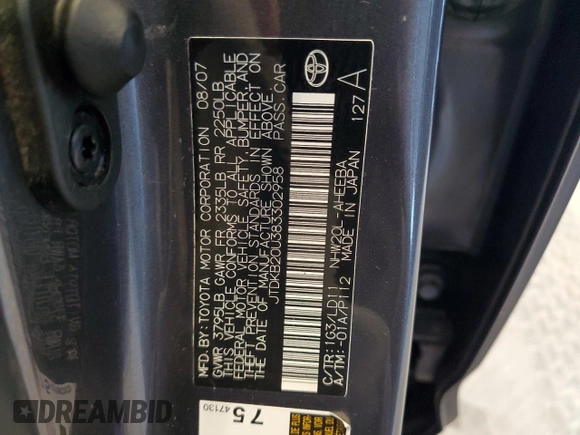 MFD. BY: TOYOTA MOTOR CORPORATION 08/07
GVWR 3795LB GAWR FR 2335LB RR 2250LB
THIS VEHICLE CONFORMS TO ALL APPLICABLE
FEDERAL MOTOR VEHICLE SAFETY, BUMPER, AND
THEFT PREVENTION STANDARDS IN EFFECT ON
THE DATE OF MANUFACTURE SHOWN ABOVE.
JTDKB20U383302958 PASS.CAR
C/TR:1G3/LD11 NHW20L-AHEEBA
A/TM:-01A/P112 MADE IN JAPAN 127 A
75
47130
DREAMBID